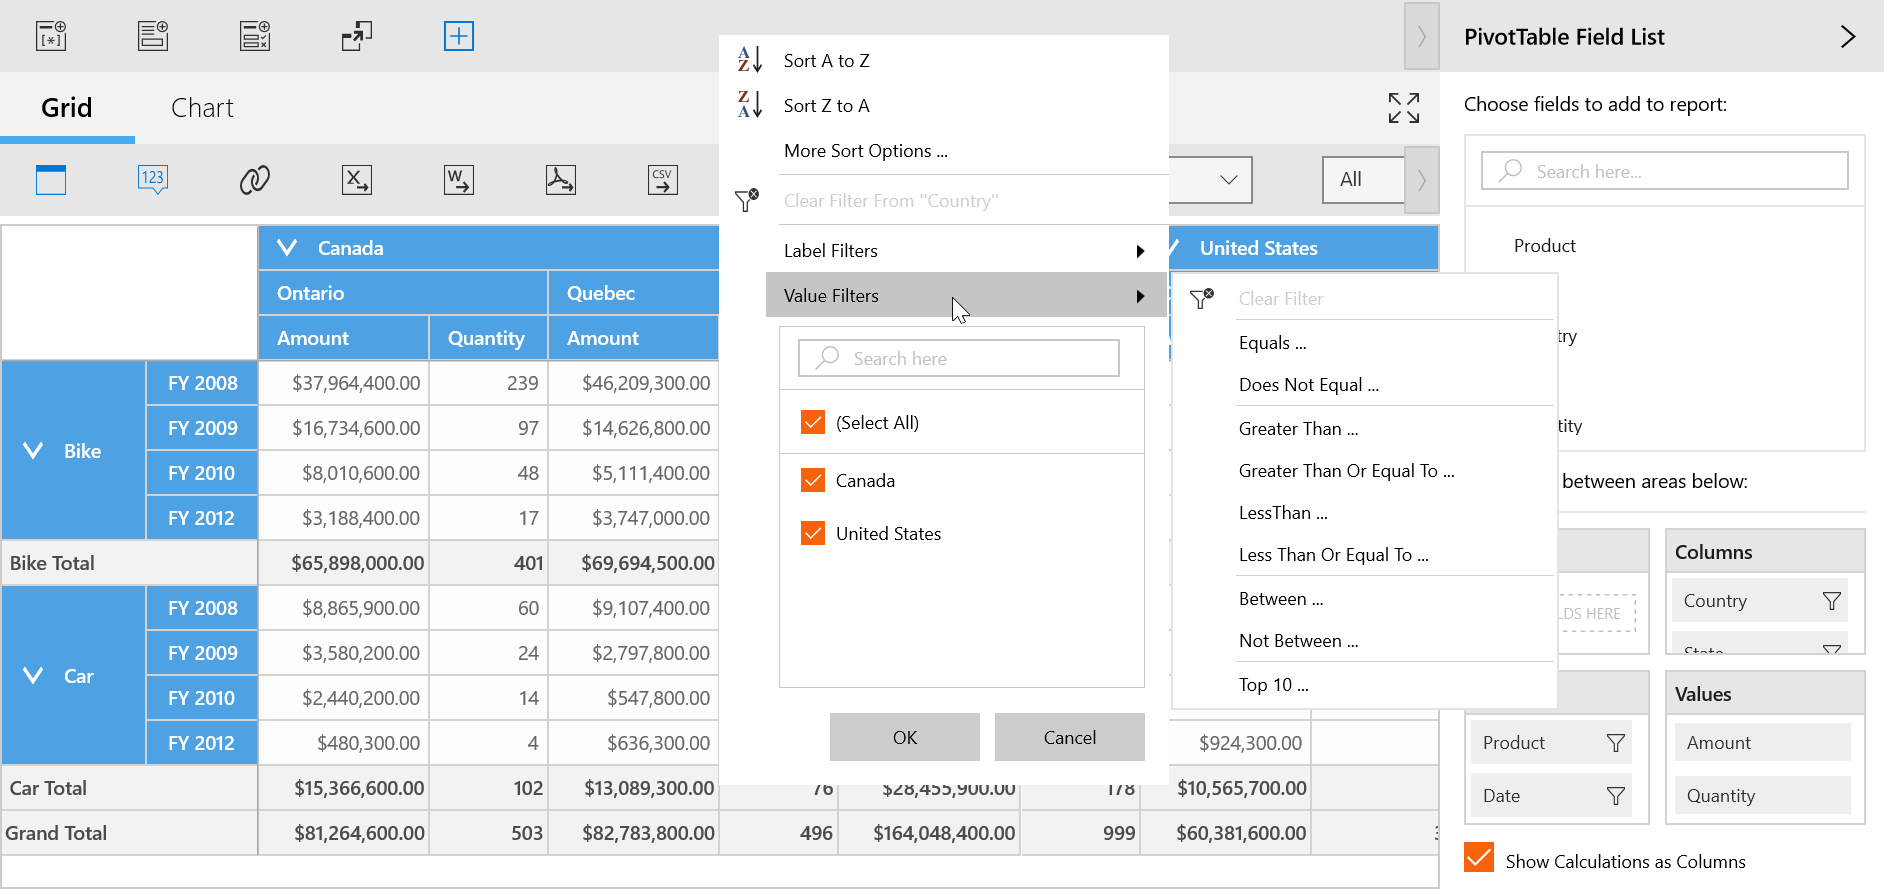 PivotTable Field List
Grid
Chart
Choose fields to add to report:
Search here...
Product
123
X
W
CSV
All
Sort A to Z
Sort Z to A
More Sort Options ...
Clear Filter From "Country"
Label Filters
Value Filters
Search here
(Select All)
Canada
United States
OK
Cancel
Clear Filter
Equals ...
Does Not Equal ...
Greater Than ...
Greater Than Or Equal To ...
LessThan ...
Less Than Or Equal To ...
Between ...
Not Between ...
Top 10 ...
Canada
United States
Ontario
Quebec
Amount
Quantity
Amount
Bike
FY 2008 $37,964,400.00 239 $46,209,300.00
FY 2009 $16,734,600.00 97 $14,626,800.00
FY 2010 $8,010,600.00 48 $5,111,400.00
FY 2012 $3,188,400.00 17 $3,747,000.00
Bike Total $65,898,000.00 401 $69,694,500.00
Car
FY 2008 $8,865,900.00 60 $9,107,400.00
FY 2009 $3,580,200.00 24 $2,797,800.00
FY 2010 $2,440,200.00 14 $547,800.00
FY 2012 $480,300.00 4 $636,300.00 $924,300.00
Car Total $15,366,600.00 102 $13,089,300.00 76 $28,455,900.00 178 $10,565,700.00
Grand Total $81,264,600.00 503 $82,783,800.00 496 $164,048,400.00 999 $60,381,600.00
between areas below:
HERE
Columns
Country
State
Product
Date
Values
Amount
Quantity
Show Calculations as Columns